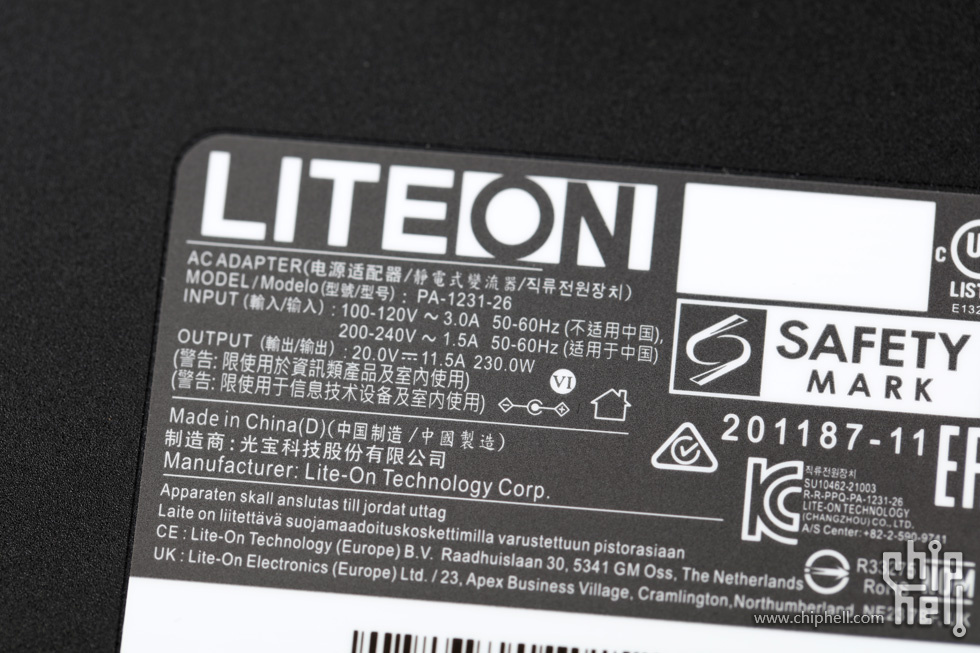 LITEON
AC ADAPTER(电源适配器/靜電式變流器/직류전원장치)
MODEL/Modelo(型號/型号): PA-1231-26
INPUT (輸入/输入) : 100-120V ~ 3.0A 50-60Hz (不适用中国),
200-240V ~ 1.5A 50-60Hz (适用于中国)
OUTPUT (輸出/输出) : 20.0V⎓11.5A 230.0W
(警告: 限使用於資訊類產品及室內使用)
(警告: 限使用于信息技术设备及室内使用)
VI
Made in China(D)(中国制造 / 中國製造)
制造商: 光宝科技股份有限公司
Manufacturer: Lite-On Technology Corp.
Apparaten skall anslutas till jordat uttag
Laite on liitettävä suojamaadoituskoskettimilla varustettuun pistorasiaan
CE : Lite-On Technology (Europe) B.V. Raadhuislaan 30, 5341 GM Oss, The Netherlands
UK : Lite-On Electronics (Europe) Ltd. / 23, Apex Business Village, Cramlington,Northumberland, NE23
C
LIST
E132
SAFETY
MARK
201187-11
직류전원장치
SU10462-21003
R-R-PPQ-PA-1231-26
LITE-ON TECHNOLOGY
(CHANGZHOU) CO., LTD.
A/S Center: +82-2-590-9741
R33
Ro
chip
hell
www.chiphell.com